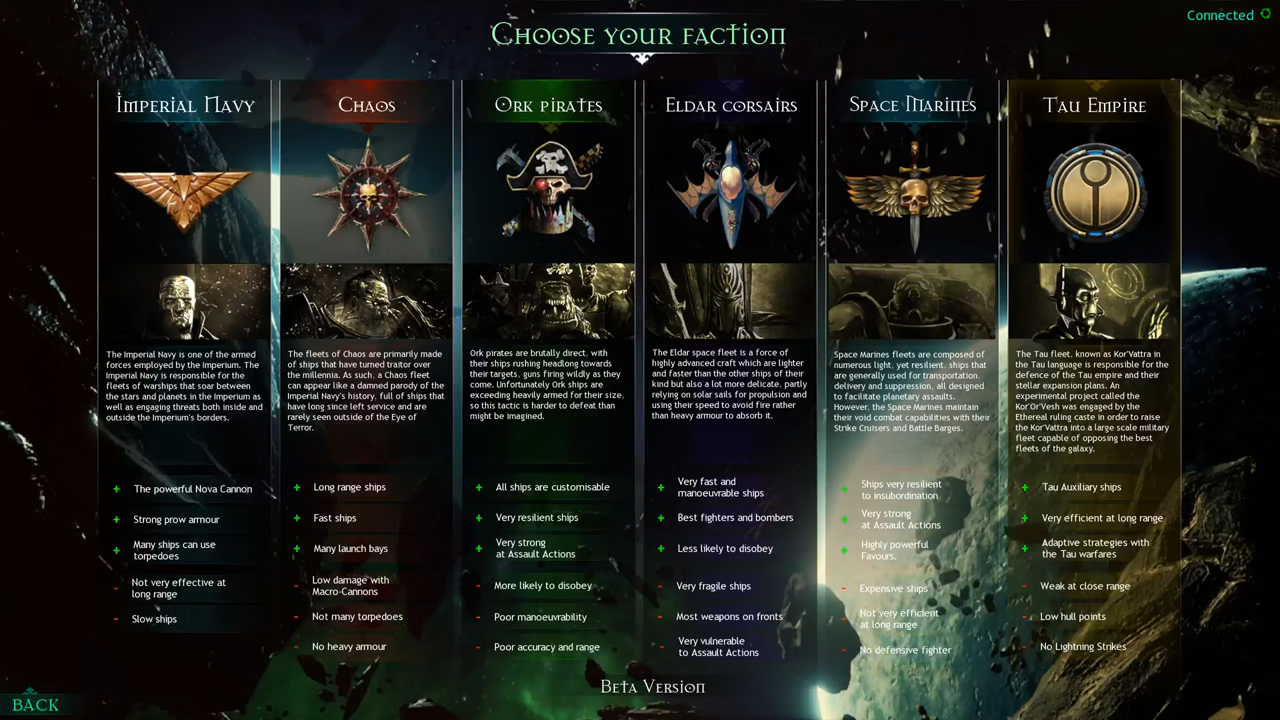 Connected
Choose your faction
Imperial Navy
The Imperial Navy is one of the armed
forces employed by the Imperium. The
Imperial Navy is responsible for the
fleets of warships that soar between
the stars and planets in the Imperium as
well as engaging threats both inside and
outside the Imperium's borders.
+ The powerful Nova Cannon
+ Strong prow armour
+ Many ships can use
torpedoes
- Not very effective at
long range
- Slow ships
Chaos
The fleets of Chaos are primarily made
of ships that have turned traitor over
the millennia. As such, a Chaos fleet
can appear like a damned parody of the
Imperial Navy's history, full of ships that
have long since left service and are
rarely seen outside of the Eye of
Terror.
+ Long range ships
+ Fast ships
+ Many launch bays
- Low damage with
Macro-Cannons
- Not many torpedoes
- No heavy armour
Ork pirates
Ork pirates are brutally direct, with
their ships rushing headlong towards
their targets, guns firing wildly as they
come. Unfortunately Ork ships are
exceeding heavily armed for their size,
so this tactic is harder to defeat than
might be imagined.
+ All ships are customisable
+ Very resilient ships
+ Very strong
at Assault Actions
- More likely to disobey
- Poor manoeuvrability
- Poor accuracy and range
Eldar corsairs
The Eldar space fleet is a force of
highly advanced craft which are lighter
and faster than the other ships of their
kind but also a lot more delicate, partly
relying on solar sails for propulsion and
using their speed to avoid fire rather
than heavy armour to absorb it.
+ Very fast and
manoeuvrable ships
+ Best fighters and bombers
+ Less likely to disobey
- Very fragile ships
- Most weapons on fronts
- Very vulnerable
to Assault Actions
Space Marines
Space Marines fleets are composed of
numerous light, yet resilient, ships that
are generally used for transportation,
delivery and suppression, all designed
to facilitate planetary assaults.
However, the Space Marines maintain
their void combat capabilities with their
Strike Cruisers and Battle Barges.
+ Ships very resilient
to insubordination
+ Very strong
at Assault Actions
+ Highly powerful
Favours.
- Expensive ships
- Not very efficient
at long range
- No defensive fighter
Tau Empire
The Tau fleet, known as Kor'Vattra in
the Tau language is responsible for the
defence of the Tau empire and their
stellar expansion plans. An
experimental project called the
Kor'Or'Vesh was engaged by the
Ethereal ruling caste in order to raise
the Kor'Vattra into a large scale military
fleet capable of opposing the best
fleets of the galaxy.
+ Tau Auxiliary ships
+ Very efficient at long range
+ Adaptive strategies with
the Tau warfares
- Weak at close range
- Low hull points
- No Lightning Strikes
Beta Version
Back